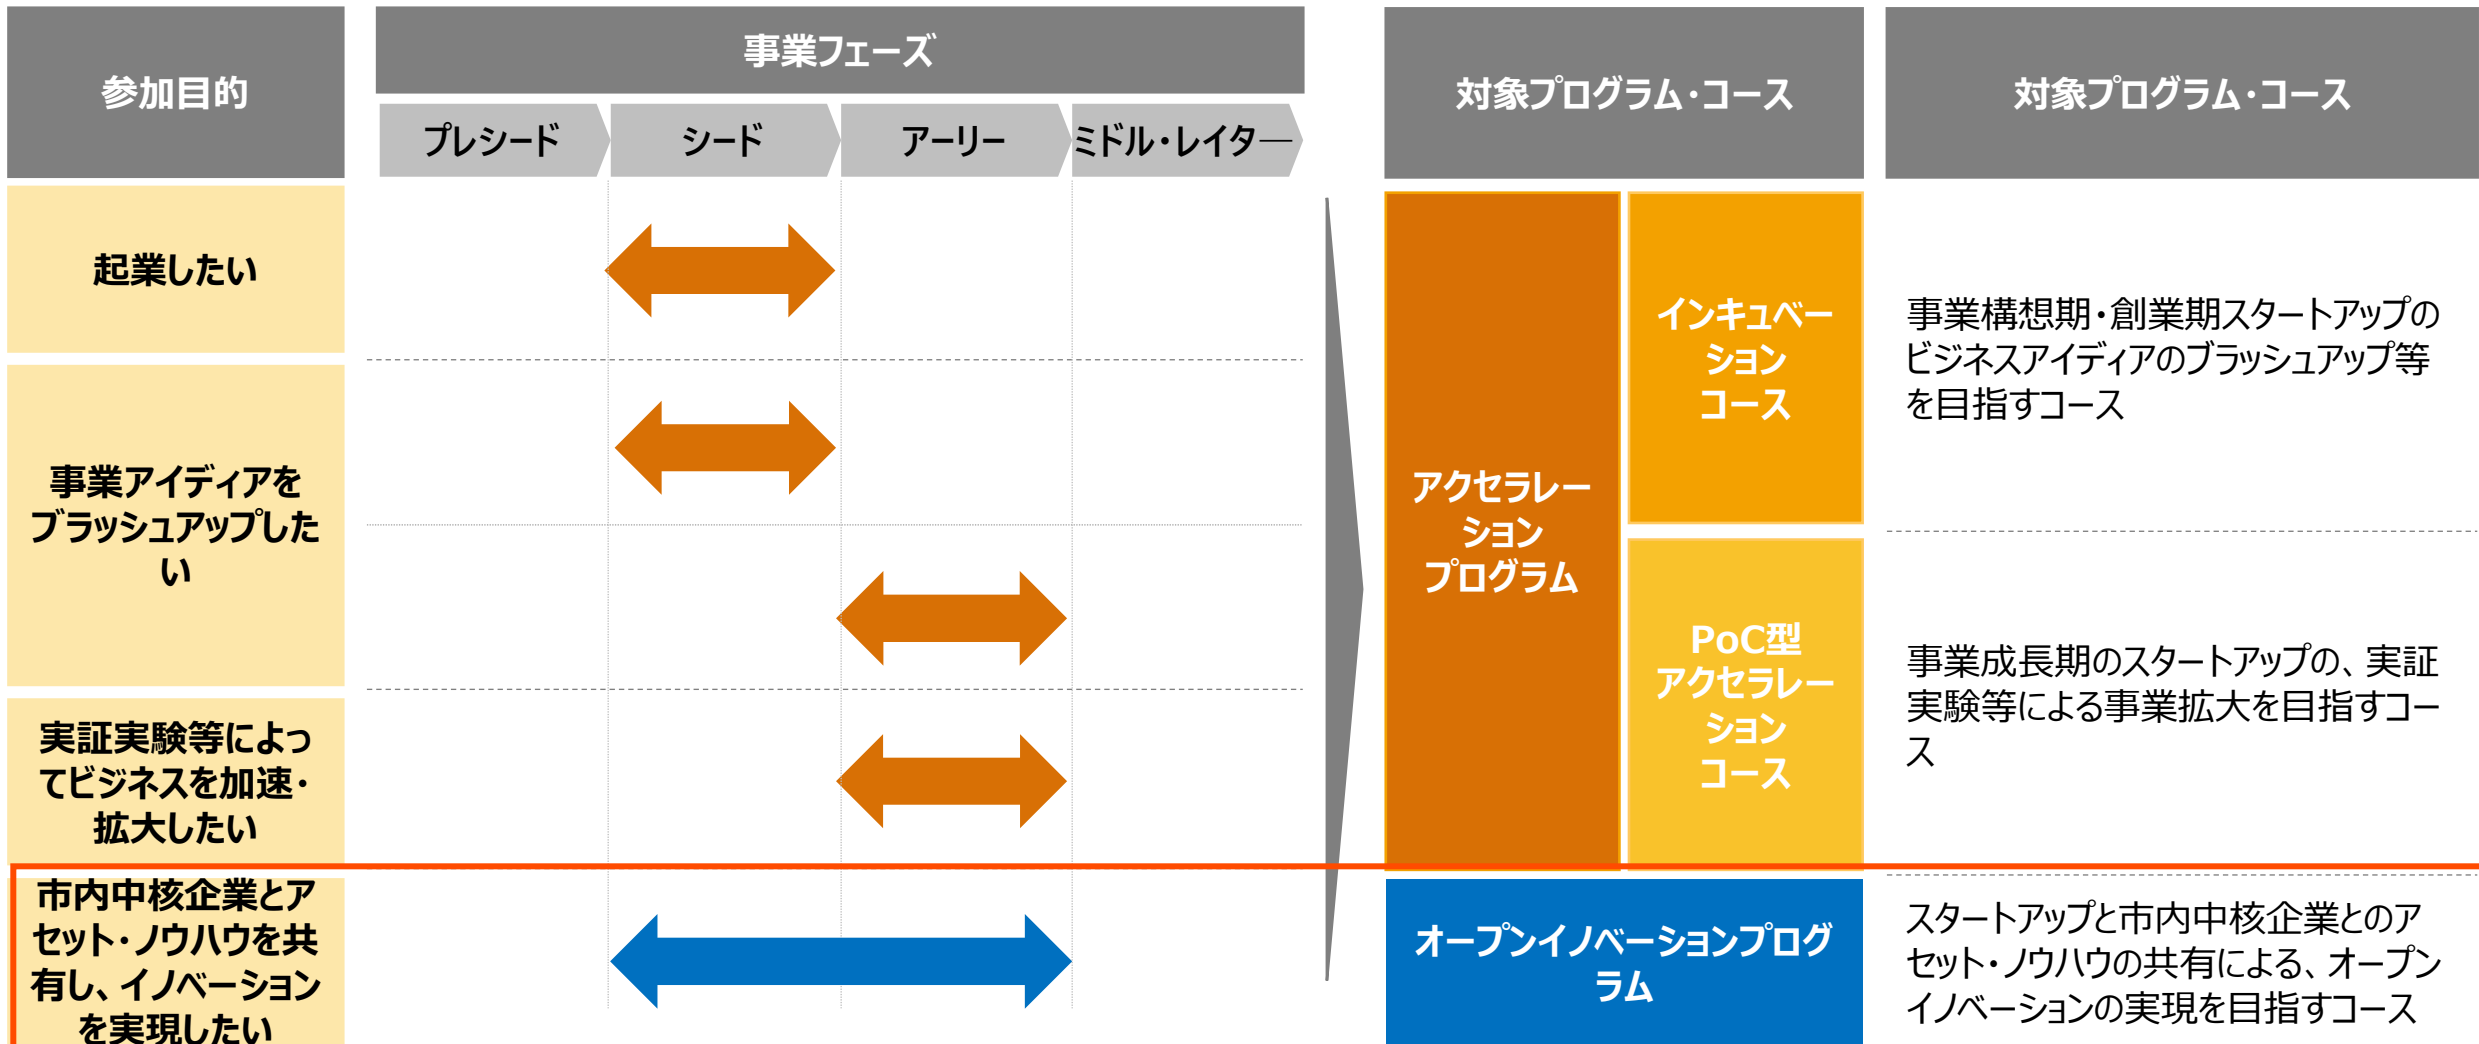 参加目的
事業フェーズ
プレシード
シード
アーリー
ミドル・レイター
対象プログラム・コース
対象プログラム・コース
起業したい
事業アイディアを
ブラッシュアップした
い
実証実験等によっ
てビジネスを加速・
拡大したい
市内中核企業とア
セット・ノウハウを共
有し、イノベーション
を実現したい
アクセラレー
ション
プログラム
インキュベー
ション
コース
PoC型
アクセラレー
ション
コース
オープンイノベーションプログ
ラム
事業構想期・創業期スタートアップの
ビジネスアイディアのブラッシュアップ等
を目指すコース
事業成長期のスタートアップの、実証
実験等による事業拡大を目指すコー
ス
スタートアップと市内中核企業とのア
セット・ノウハウの共有による、オープン
イノベーションの実現を目指すコース